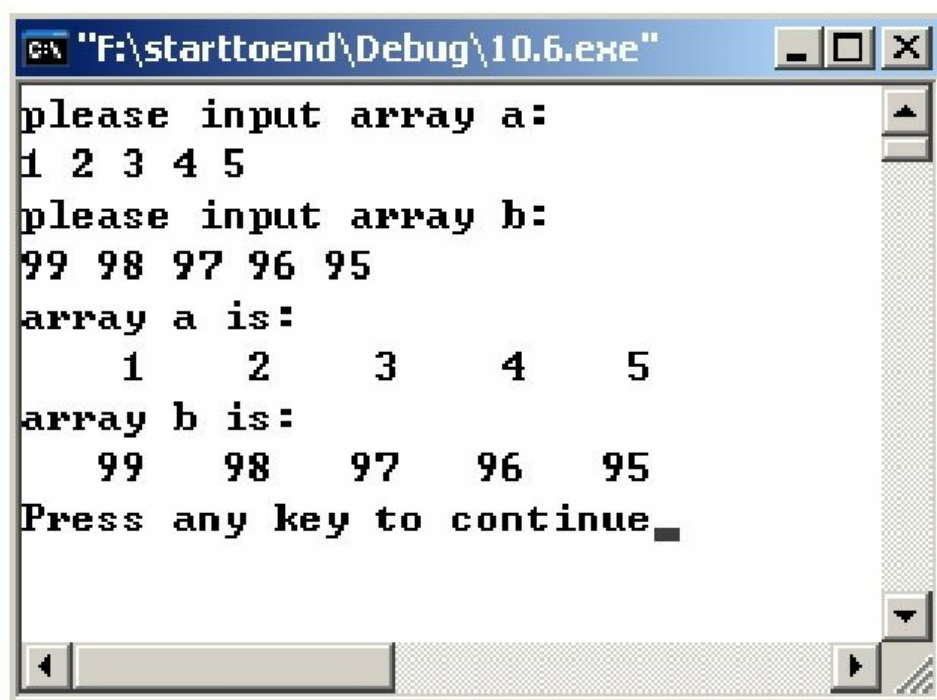 C:\ "F:\starttoend\Debug\10.6.exe"
please input array a:
1 2 3 4 5
please input array b:
99 98 97 96 95
array a is:
    1    2    3    4    5
array b is:
   99   98   97   96   95
Press any key to continue_